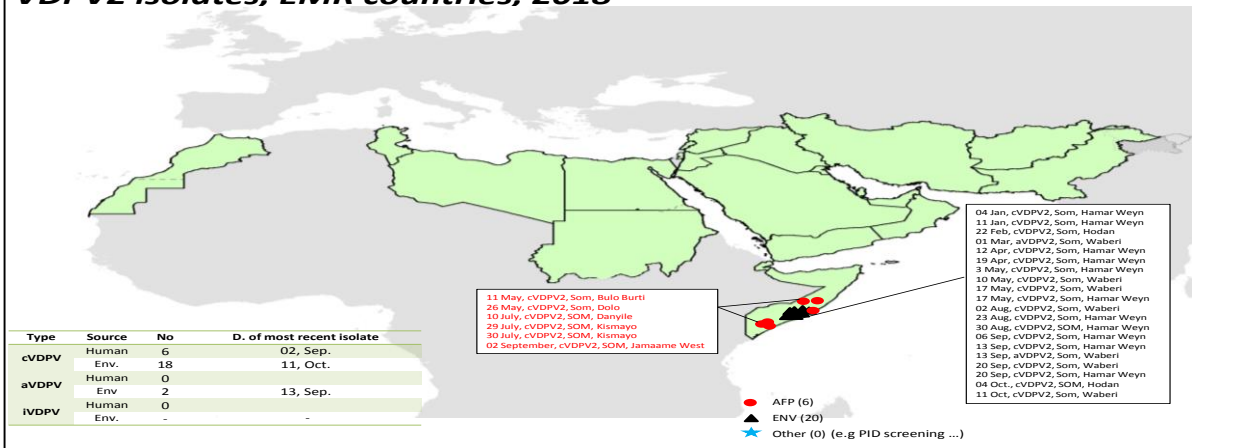 VDPV2 isolates, EMR countries, 2018
04 Jan, cVDPV2, Som, Hamar Weyn
11 Jan, cVDPV2, Som, Hamar Weyn
22 Feb, cVDPV2, Som, Hodan
01 Mar, aVDPV2, Som, Waberi
12 Apr, cVDPV2, Som, Hamar Weyn
19 Apr, cVDPV2, Som, Hamar Weyn
3 May, cVDPV2, Som, Hamar Weyn
10 May, cVDPV2, Som, Waberi
17 May, cVDPV2, Som, Waberi
17 May, cVDPV2, Som, Hamar Weyn
02 Aug, cVDPV2, Som, Waberi
23 Aug, cVDPV2, Som, Hamar Weyn
30 Aug, cVDPV2, SOM, Hamar Weyn
06 Sep, cVDPV2, Som, Hamar Weyn
13 Sep, cVDPV2, Som, Hamar Weyn
13 Sep, aVDPV2, Som, Waberi
20 Sep, cVDPV2, Som, Waberi
20 Sep, cVDPV2, Som, Hamar Weyn
04 Oct., cVDPV2, SOM, Hodan
11 Oct, cVDPV2, Som, Waberi
11 May, cVDPV2, Som, Bulo Burti
26 May, cVDPV2, Som, Dolo
10 July, cVDPV2, SOM, Danyile
29 July, cVDPV2, SOM, Kismayo
30 July, cVDPV2, SOM, Kismayo
02 September, cVDPV2, SOM, Jamaame West
Type Source No D. of most recent isolate
cVDPV Human 6 02, Sep.
Env. 18 11, Oct.
aVDPV Human 0
Env 2 13, Sep.
iVDPV Human 0
Env. - -
AFP (6)
ENV (20)
Other (0) (e.g PID screening ...)